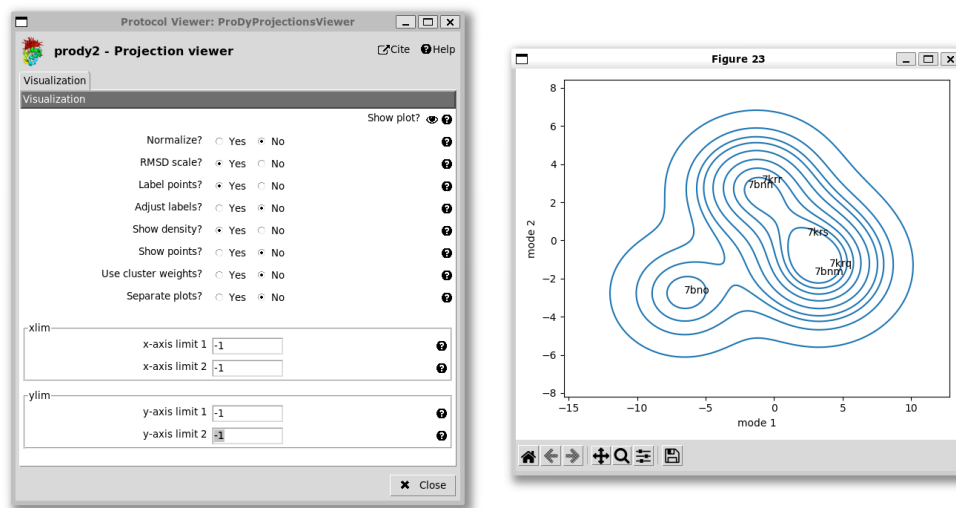 Protocol Viewer: ProDyProjectionsViewer
prody2 - Projection viewer
Cite
Help
Visualization
Visualization
Show plot?
Normalize? Yes No
RMSD scale? Yes No
Label points? Yes No
Adjust labels? Yes No
Show density? Yes No
Show points? Yes No
Use cluster weights? Yes No
Separate plots? Yes No
xlim
x-axis limit 1 -1
x-axis limit 2 -1
ylim
y-axis limit 1 -1
y-axis limit 2 -1
Close
Figure 23
8
6
4
2
0
−2
−4
−6
−8
mode 2
7krr
7bnn
7krs
7krq
7bnm
7bno
−15 −10 −5 0 5 10
mode 1